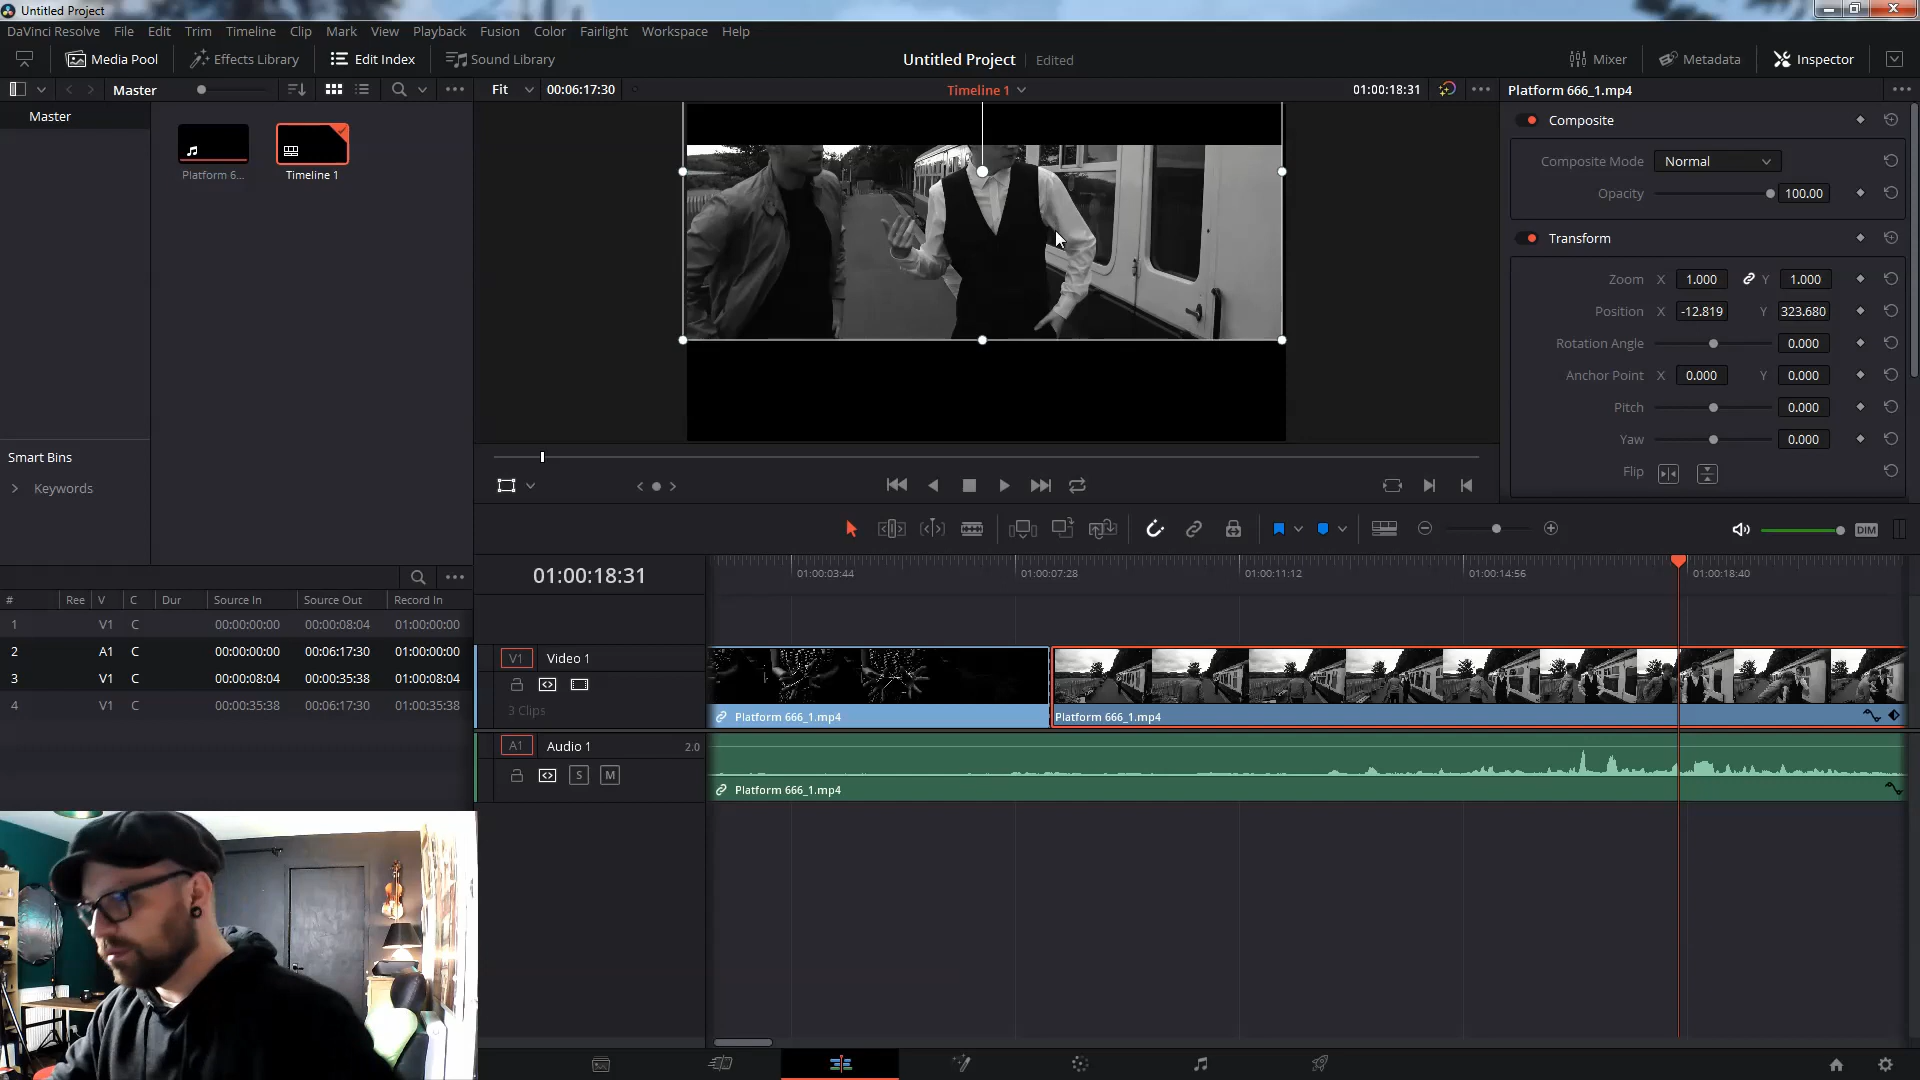 Untitled Project
DaVinci Resolve File Edit Trim Timeline Clip Mark View Playback Fusion Color Fairlight Workspace Help
Media Pool Effects Library Edit Index Sound Library Untitled Project Edited Mixer Metadata Inspector
Master Fit 00:06:17:30 Timeline 1 01:00:18:31 Platform 666_1.mp4
Master
Platform 6... Timeline 1
Composite
Composite Mode Normal
Opacity 100.00
Transform
Zoom X 1.000 Y 1.000
Position X -12.819 Y 323.680
Rotation Angle 0.000
Anchor Point X 0.000 Y 0.000
Pitch 0.000
Yaw 0.000
Flip
Smart Bins
Keywords
DIM
# Ree V C Dur Source In Source Out Record In
1 V1 C 00:00:00:00 00:00:08:04 01:00:00:00
2 A1 C 00:00:00:00 00:06:17:30 01:00:00:00
3 V1 C 00:00:08:04 00:00:35:38 01:00:08:04
4 V1 C 00:00:35:38 00:06:17:30 01:00:35:38
01:00:18:31
01:00:03:44 01:00:07:28 01:00:11:12 01:00:14:56 01:00:18:40
V1 Video 1
3 Clips
Platform 666_1.mp4 Platform 666_1.mp4
A1 Audio 1 2.0
S M
Platform 666_1.mp4